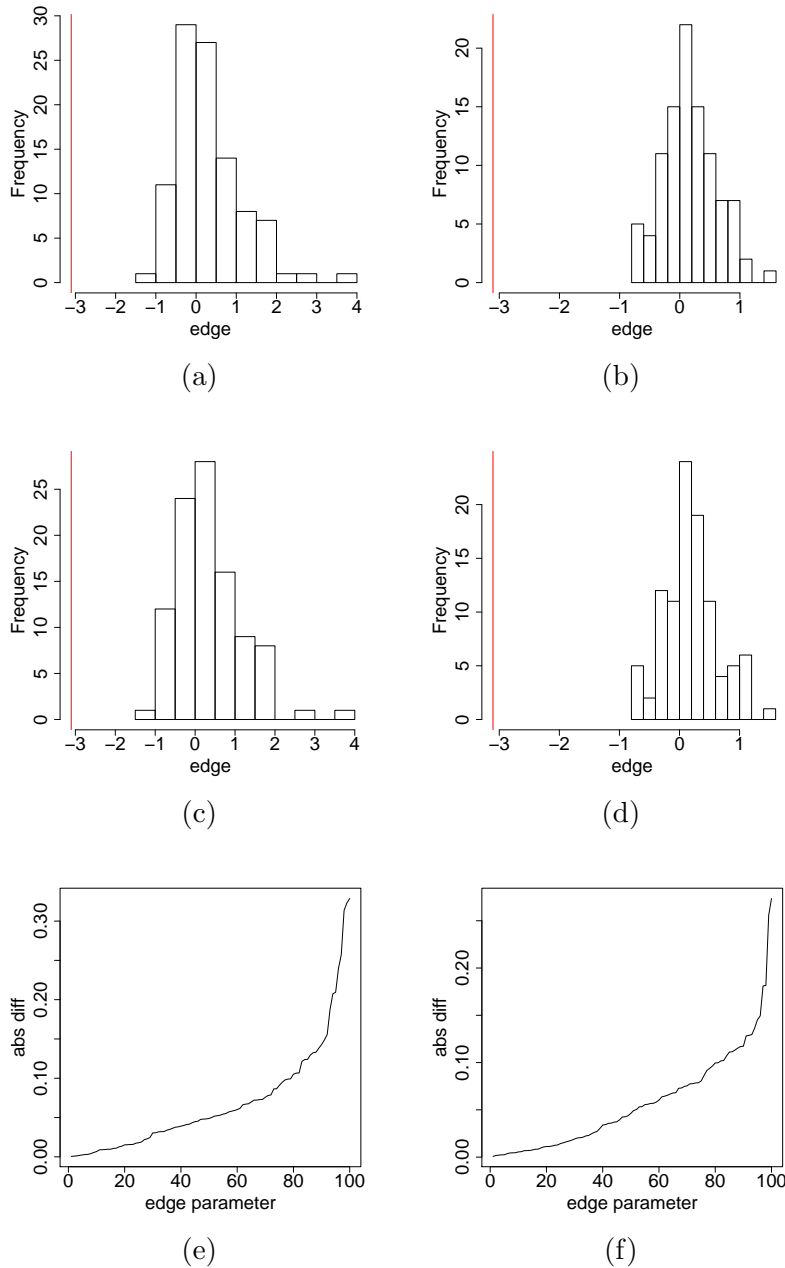 Frequency
0 5 10 15 20 25 30
−3 −2 −1 0 1 2 3 4
edge
(a)
Frequency
0 5 10 15 20
−3 −1 0 1
edge
(b)
Frequency
0 5 10 15 20 25
−3 −2 −1 0 1 2 3 4
edge
(c)
Frequency
0 5 10 15 20
−3 −1 0 1
edge
(d)
abs diff
0.00 0.10 0.20 0.30
0 20 40 60 80 100
edge parameter
(e)
abs diff
0.00 0.10 0.20
0 20 40 60 80 100
edge parameter
(f)